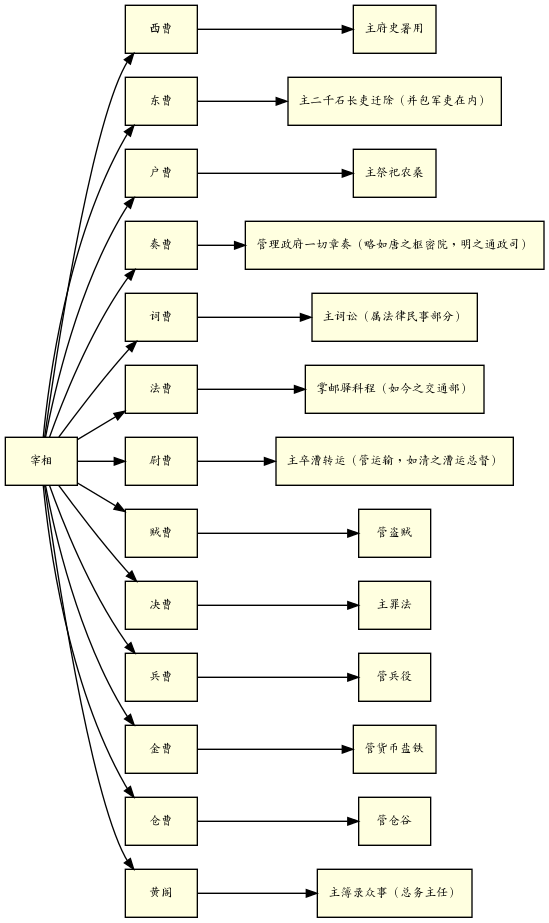 西曹
主府史署用
东曹
主二千石长吏迁除（并包军吏在内）
户曹
主祭祀农桑
奏曹
管理政府一切章奏（略如唐之枢密院，明之通政司）
词曹
主词讼（属法律民事部分）
法曹
掌邮驿科程（如今之交通部）
宰相
尉曹
主卒漕转运（管运输，如清之漕运总督）
贼曹
管盗贼
决曹
主罪法
兵曹
管兵役
金曹
管货币盐铁
仓曹
管仓谷
黄阁
主簿录众事（总务主任）